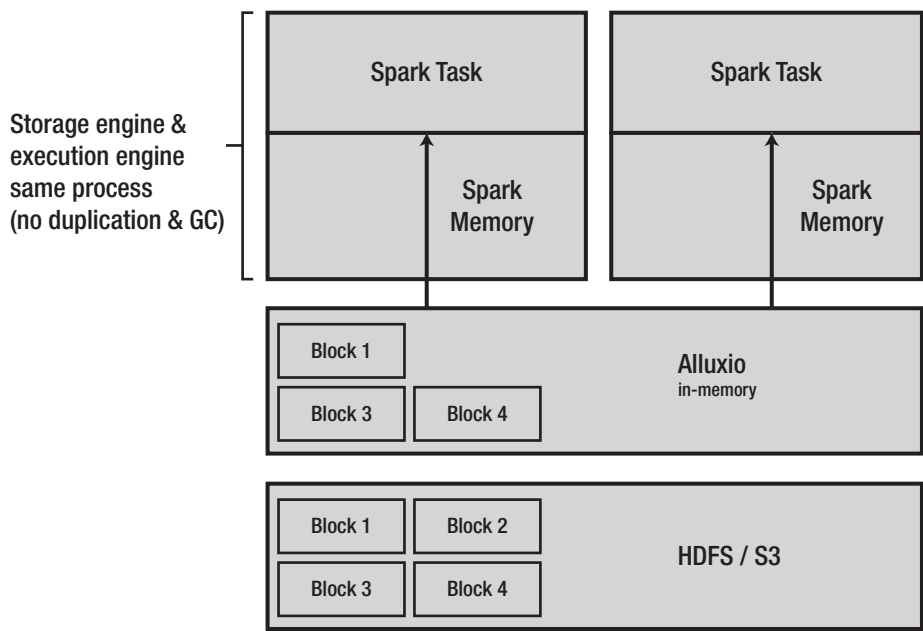 Spark Task
Spark Task
Storage engine &
execution engine
same process
(no duplication & GC)
Spark
Memory
Spark
Memory
Block 1
Block 3
Block 4
Alluxio
in-memory
Block 1
Block 2
Block 3
Block 4
HDFS / S3